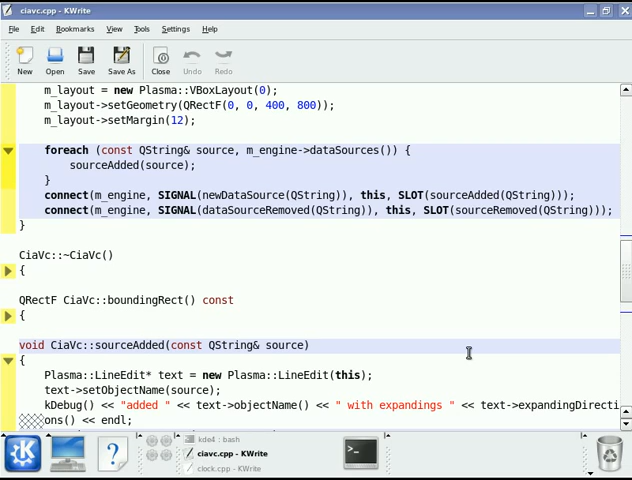 ciavc.cpp - KWrite
File Edit Bookmarks View Tools Settings Help
New Open Save Save As Close Undo Redo
m_layout = new Plasma::VBoxLayout(0);
m_layout->setGeometry(QRectF(0, 0, 400, 800));
m_layout->setMargin(12);
foreach (const QString& source, m_engine->dataSources()) {
sourceAdded(source);
}
connect(m_engine, SIGNAL(newDataSource(QString)), this, SLOT(sourceAdded(QString)));
connect(m_engine, SIGNAL(dataSourceRemoved(QString)), this, SLOT(sourceRemoved(QString)));
}
CiaVc::~CiaVc()
{
QRectF CiaVc::boundingRect() const
{
void CiaVc::sourceAdded(const QString& source)
{
Plasma::LineEdit* text = new Plasma::LineEdit(this);
text->setObjectName(source);
kDebug() << "added " << text->objectName() << " with expandings " << text->expandingDirecti
ons() << endl;
kde4 : bash
ciavc.cpp - KWrite
clock.cpp - KWrite